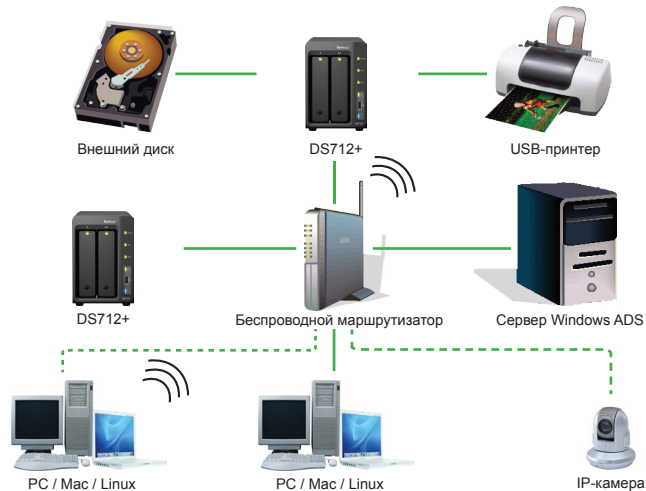 Внешний диск
DS712+
USB-принтер
DS712+
Беспроводной маршрутизатор
Сервер Windows ADS
PC / Mac / Linux
PC / Mac / Linux
IP-камера